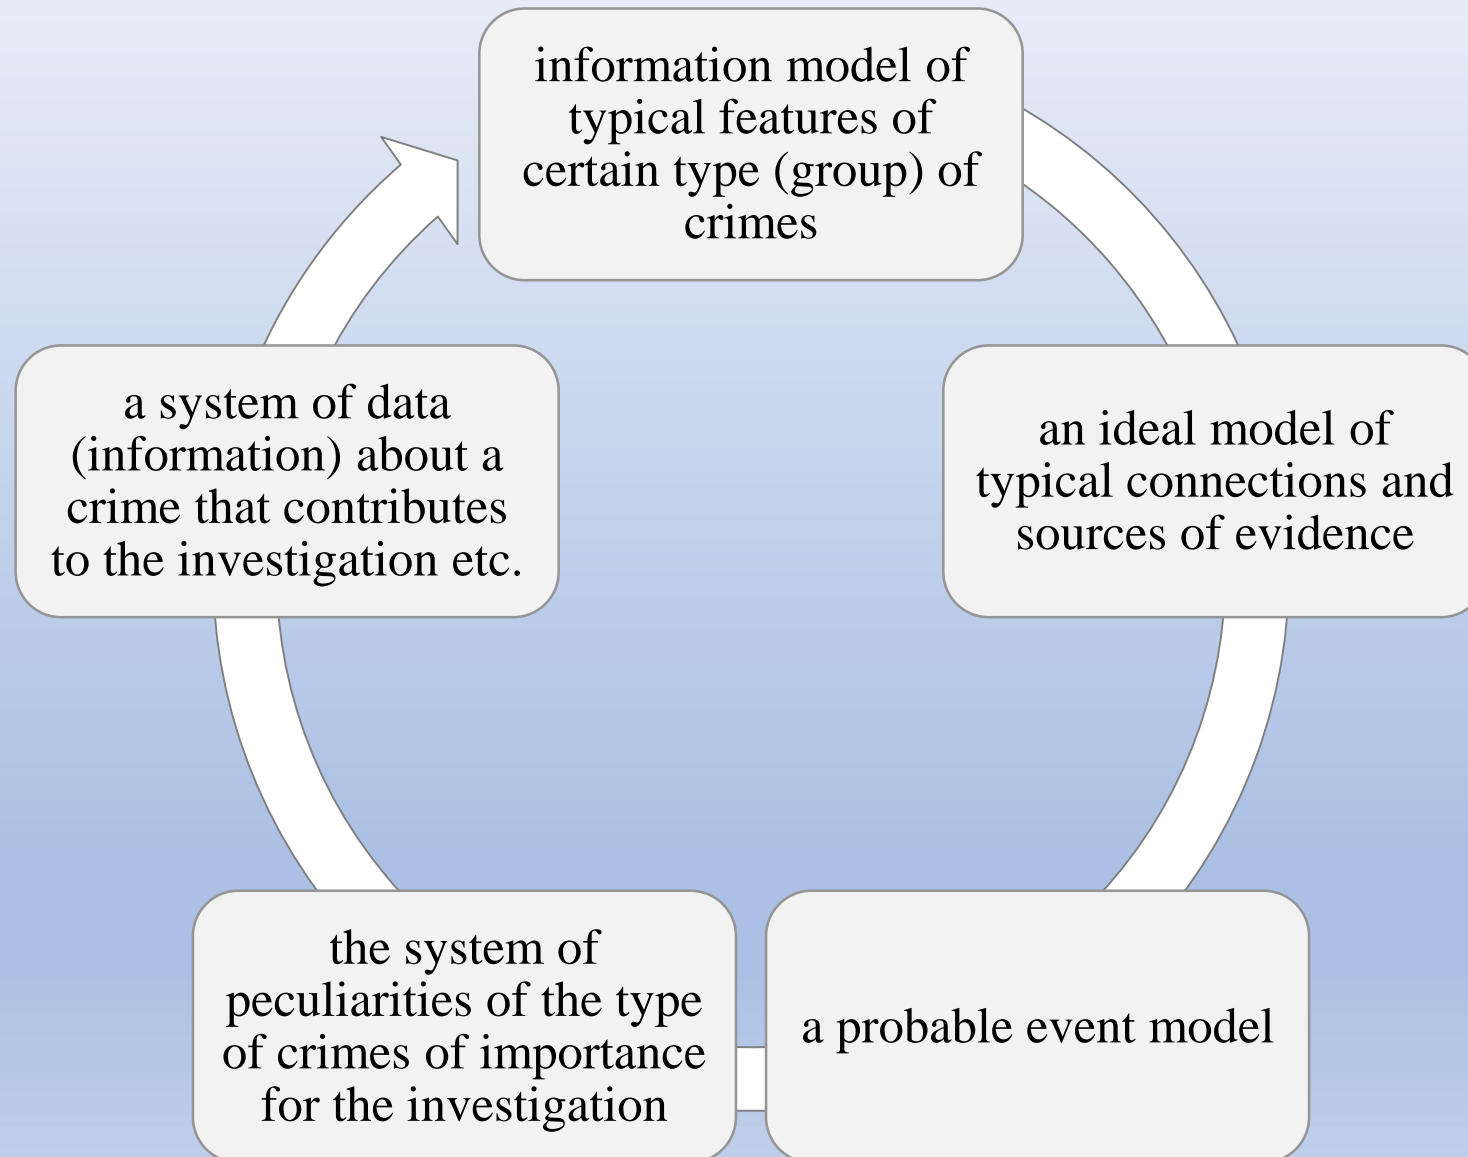 information model of
typical features of
certain type (group) of
crimes
an ideal model of
typical connections and
sources of evidence
a probable event model
the system of
peculiarities of the type
of crimes of importance
for the investigation
a system of data
(information) about a
crime that contributes
to the investigation etc.